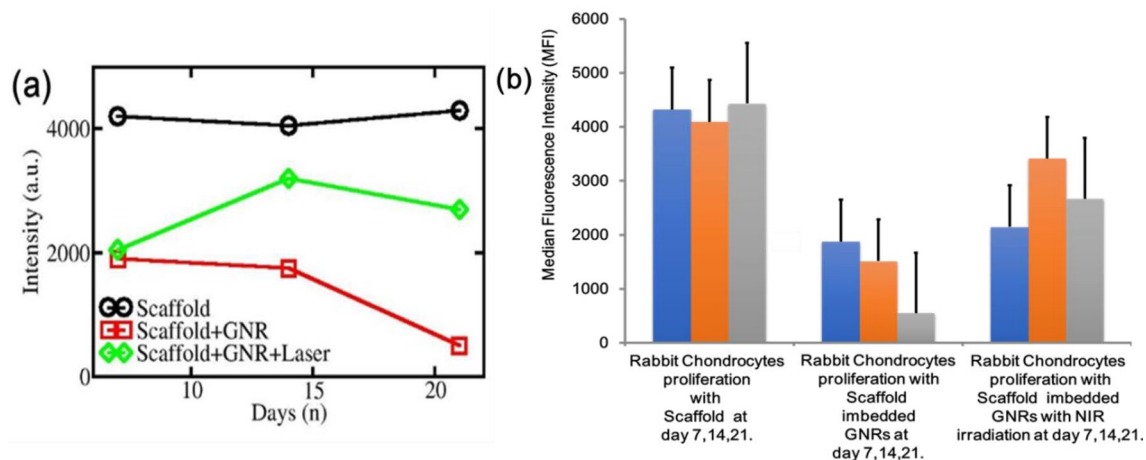 (a)
Intensity (a.u.)
4000
2000
0
Scaffold
Scaffold+GNR
Scaffold+GNR+Laser
10
15
20
Days (n)
(b)
Median Fluorescence Intensity (MFI)
6000
5000
4000
3000
2000
1000
0
Rabbit Chondrocytes
proliferation
with
Scaffold at
day 7,14,21.
Rabbit Chondrocytes
proliferation with
Scaffold
imbedded
GNRs at
day 7,14,21.
Rabbit Chondrocytes
proliferation with
Scaffold imbedded
GNRs with NIR
irradiation at day 7,14,21.